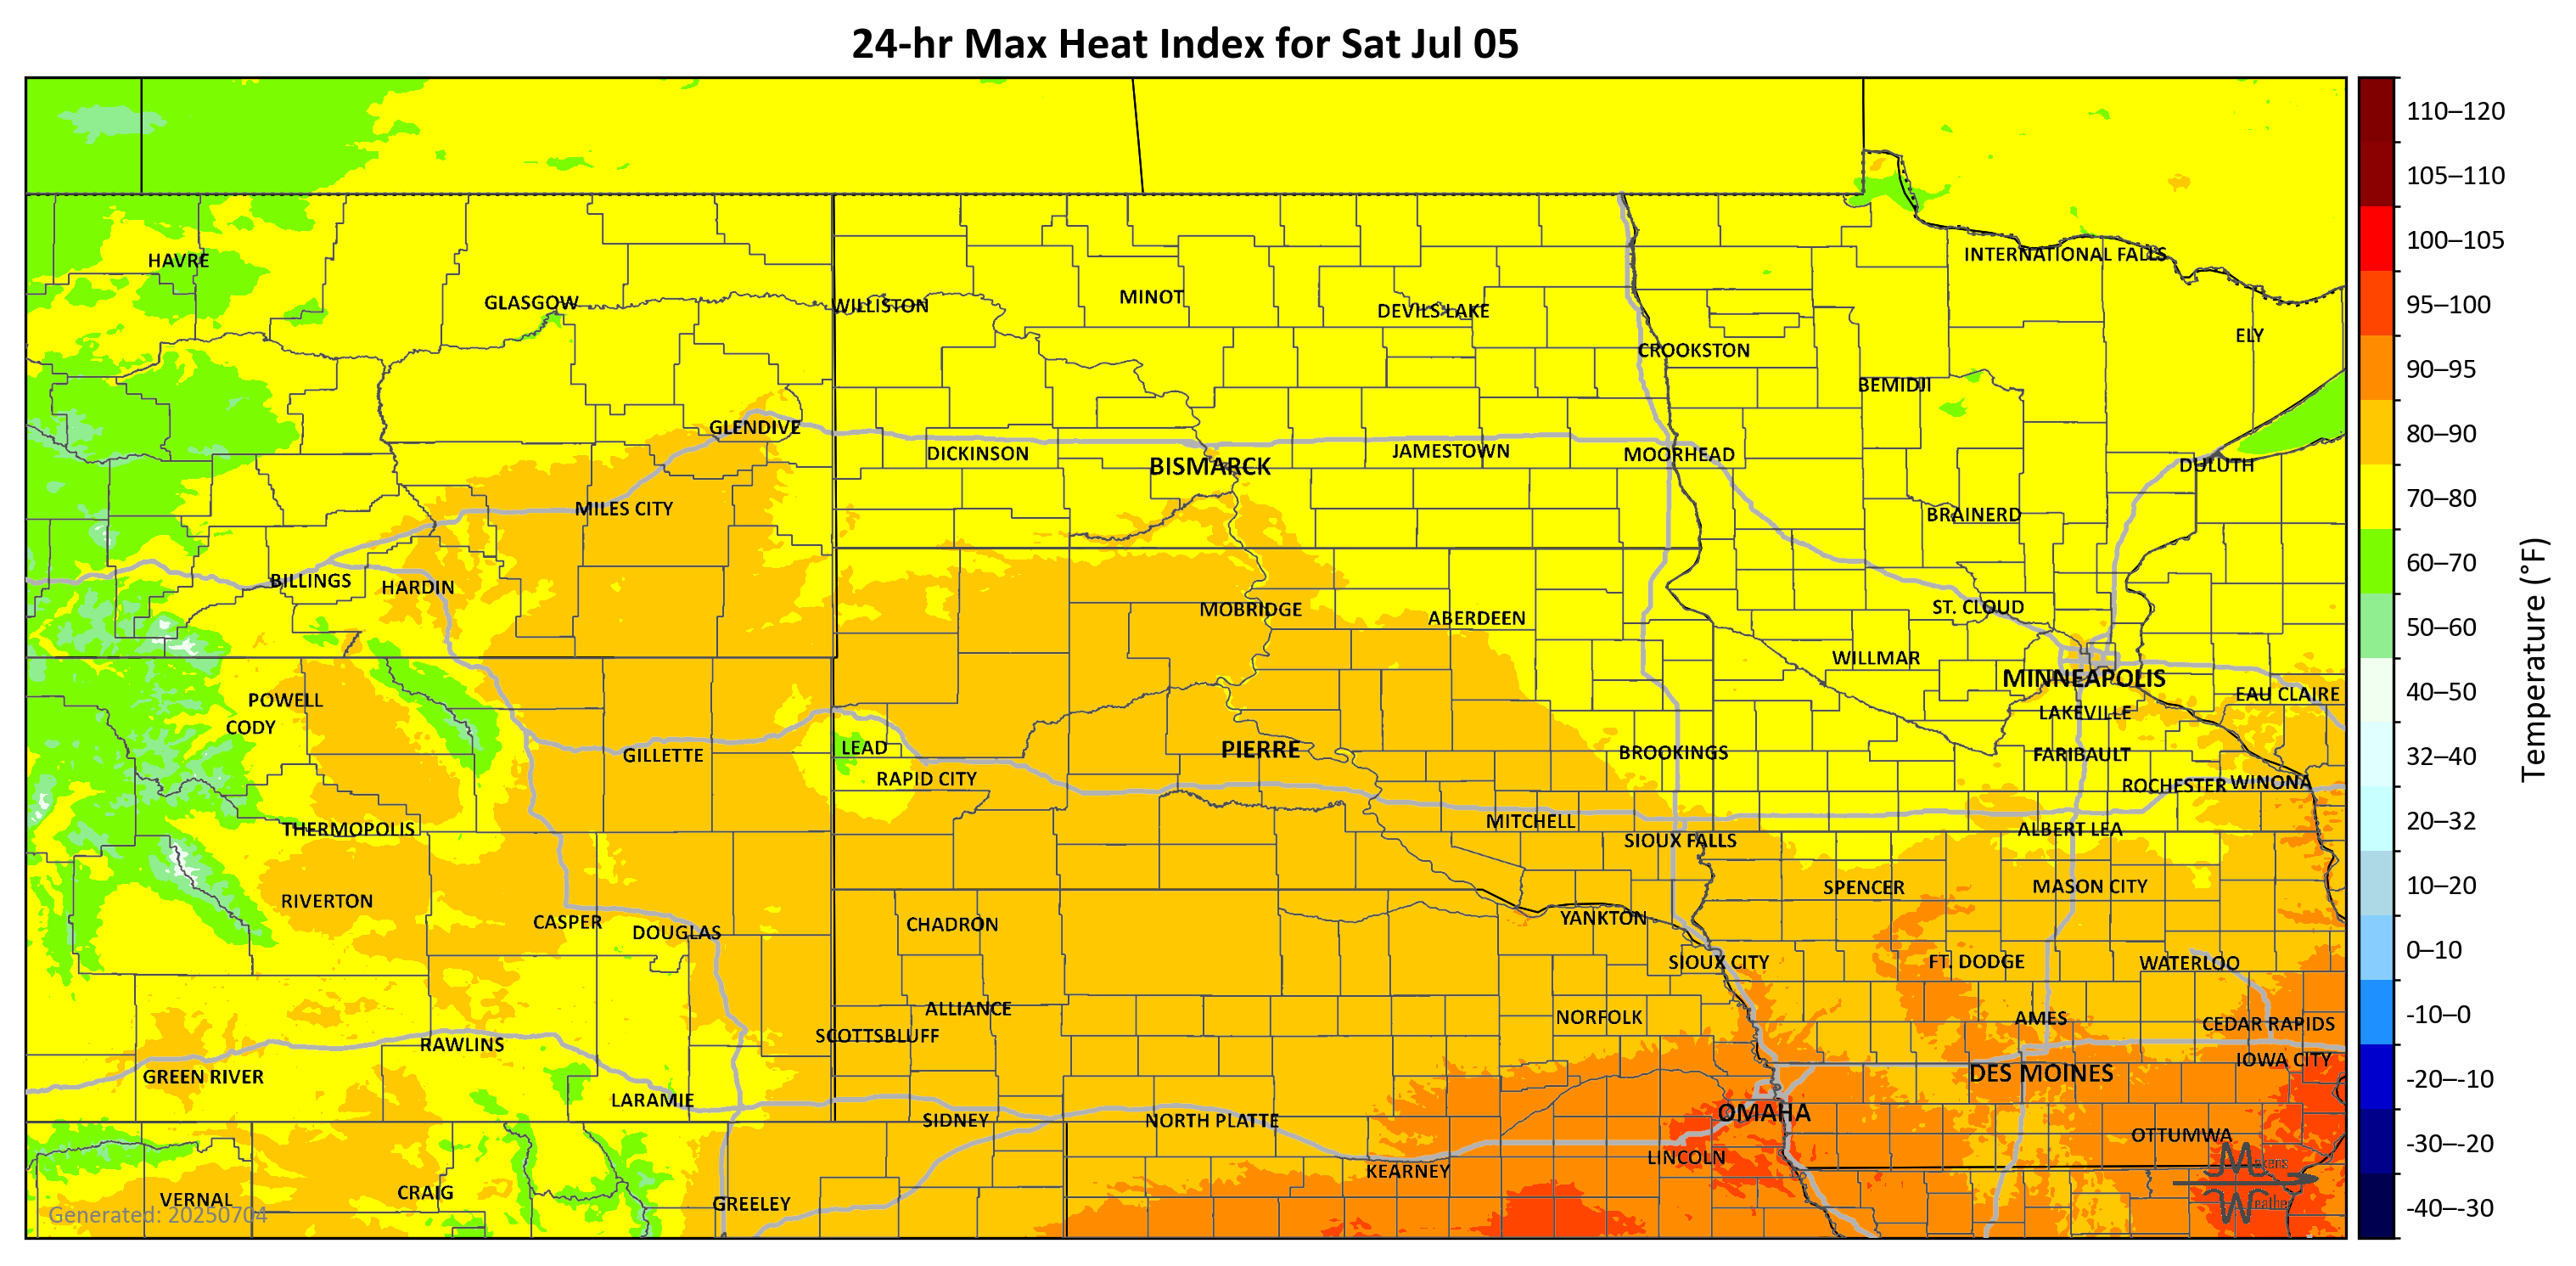 24-hr Max Heat Index for Sat Jul 05
110–120
105–110
HAVRE
INTERNATIONAL FALLS
100–105
GLASGOW
WILLISTON
MINOT
DEVILS LAKE
95–100
CROOKSTON
ELY
90–95
BEMIDJI
GLENDIVE
DICKINSON
BISMARCK
JAMESTOWN
MOORHEAD
DULUTH
80–90
MILES CITY
BRAINERD
70–80
BILLINGS
HARDIN
60–70
MOBRIDGE
ABERDEEN
ST. CLOUD
50–60
WILLMAR
MINNEAPOLIS
EAU CLAIRE
40–50
POWELL
CODY
LAKEVILLE
Temperature (°F)
GILLETTE
LEAD
PIERRE
BROOKINGS
FARIBAULT
32–40
RAPID CITY
ROCHESTER
WINONA
THERMOPOLIS
MITCHELL
SIOUX FALLS
ALBERT LEA
20–32
RIVERTON
SPENCER
MASON CITY
10–20
CASPER
DOUGLAS
CHADRON
YANKTON
SIOUX CITY
FT. DODGE
WATERLOO
0–10
ALLIANCE
SCOTTSBLUFF
NORFOLK
AMES
CEDAR RAPIDS
-10–0
RAWLINS
IOWA CITY
GREEN RIVER
DES MOINES
-20–-10
LARAMIE
SIDNEY
NORTH PLATTE
OMAHA
OTTUMWA
-30–-20
KEARNEY
LINCOLN
Makens
Weather
VERNAL
CRAIG
GREELEY
-40–-30
Generated: 20250704